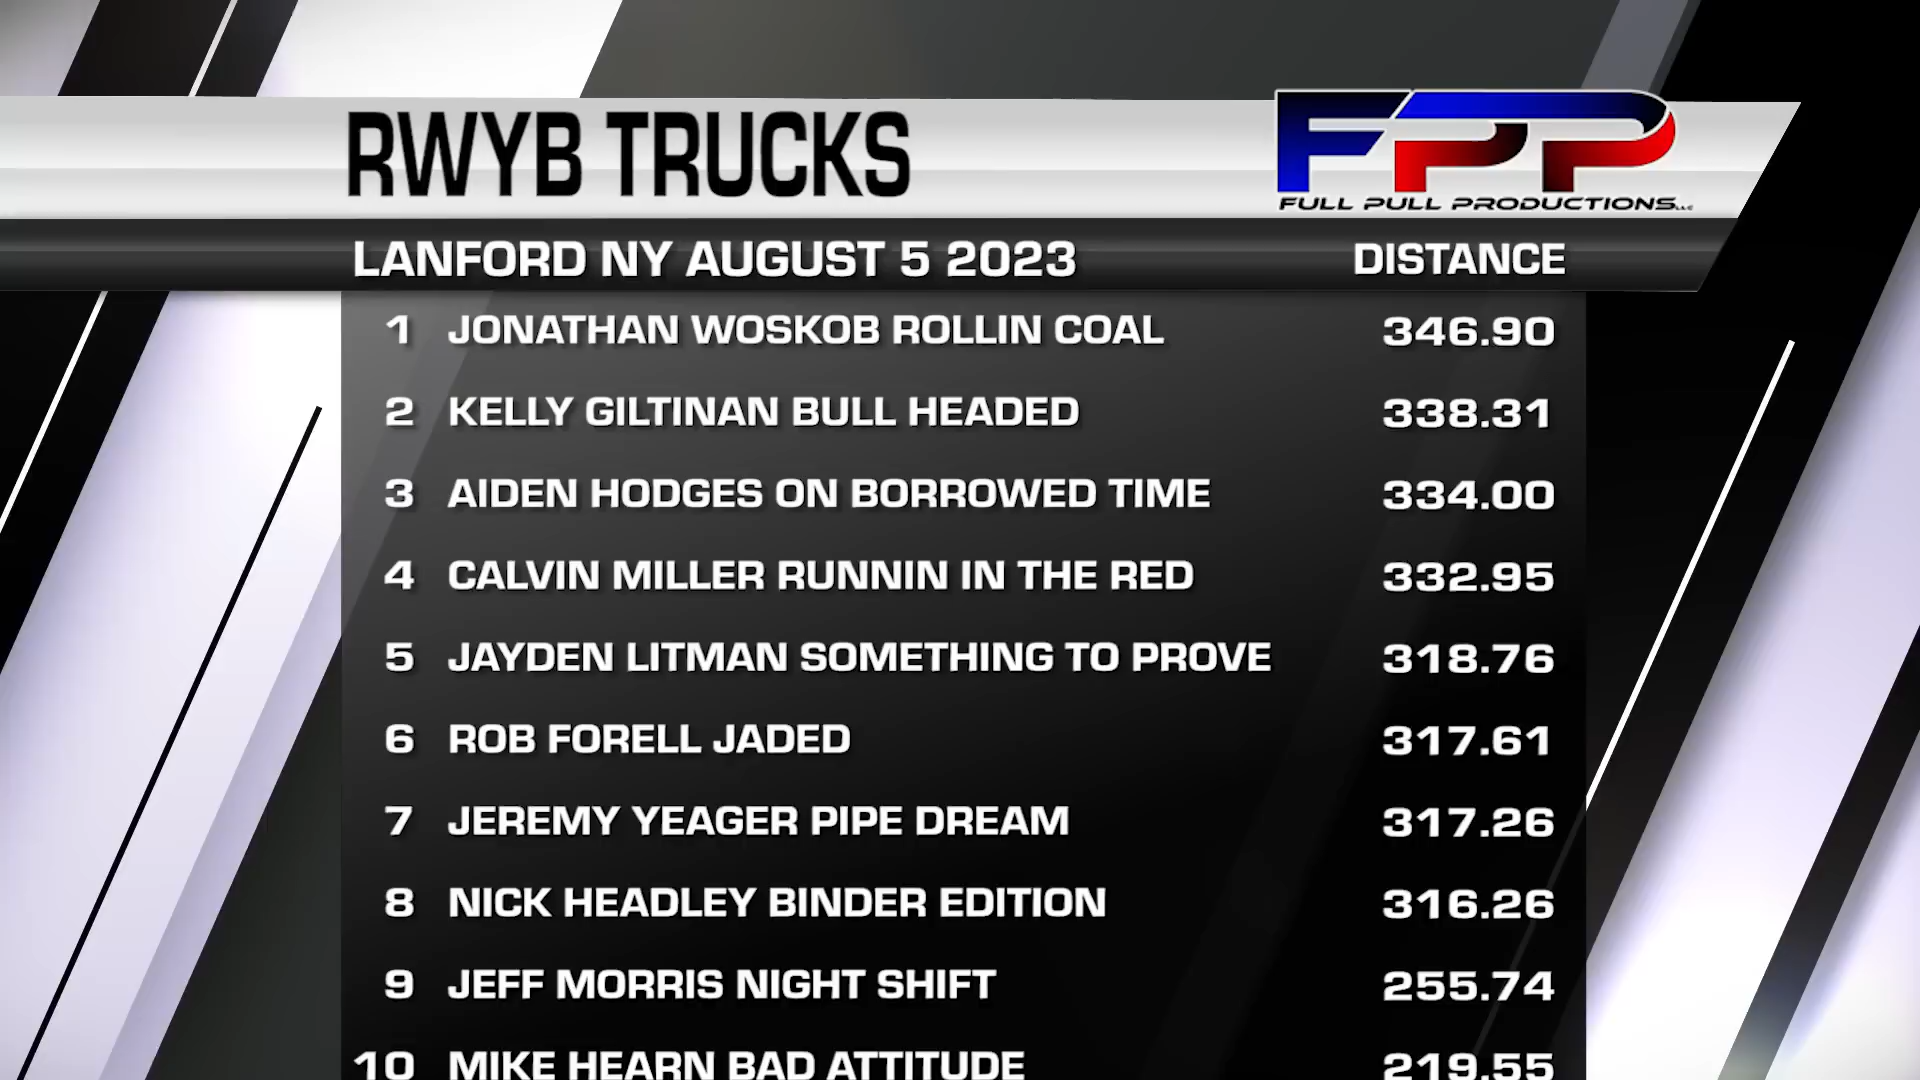 RWYB TRUCKS
FPP
FULL PULL PRODUCTIONS LLC
LANFORD NY AUGUST 5 2023 DISTANCE
1 JONATHAN WOSKOB ROLLIN COAL 346.90
2 KELLY GILTINAN BULL HEADED 338.31
3 AIDEN HODGES ON BORROWED TIME 334.00
4 CALVIN MILLER RUNNIN IN THE RED 332.95
5 JAYDEN LITMAN SOMETHING TO PROVE 318.76
6 ROB FORELL JADED 317.61
7 JEREMY YEAGER PIPE DREAM 317.26
8 NICK HEADLEY BINDER EDITION 316.26
9 JEFF MORRIS NIGHT SHIFT 255.74
10 MIKE HEARN BAD ATTITUDE 219.55